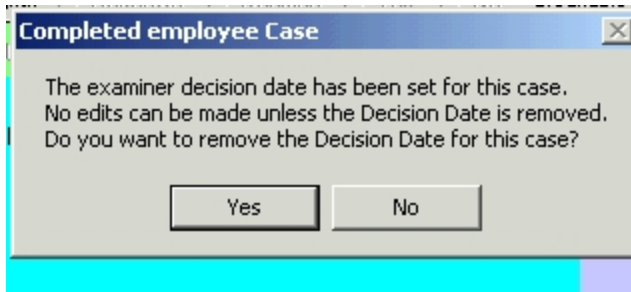 Completed employee Case
The examiner decision date has been set for this case.
No edits can be made unless the Decision Date is removed.
Do you want to remove the Decision Date for this case?
Yes No